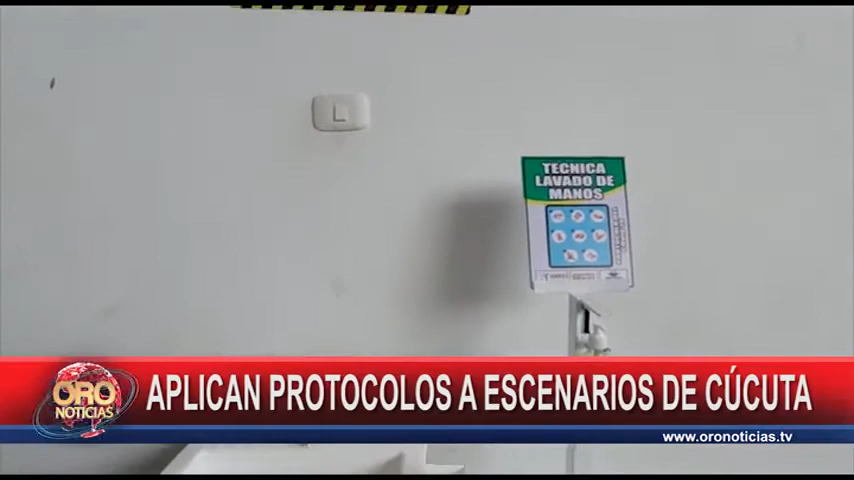 TECNICA
LAVADO DE
MANOS
ORO
NOTICIAS
APLICAN PROTOCOLOS A ESCENARIOS DE CÚCUTA
www.oronoticias.tv